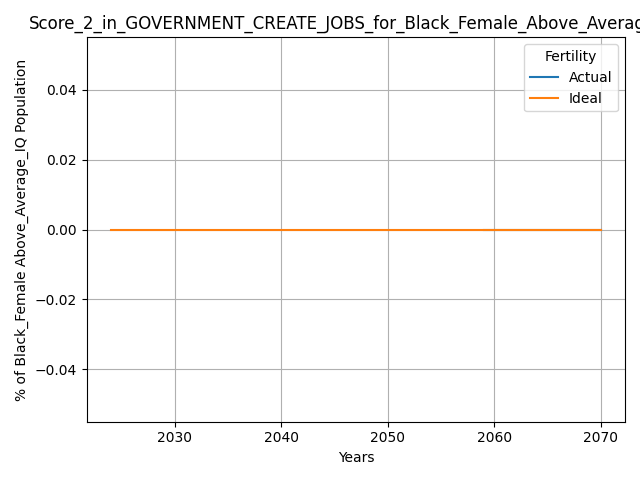 Score_2_in_GOVERNMENT_CREATE_JOBS_for_Black_Female_Above_Averag
% of Black_Female Above_Average_IQ Population
Fertility
Actual
Ideal
0.04
0.02
0.00
−0.02
−0.04
2030 2040 2050 2060 2070
Years